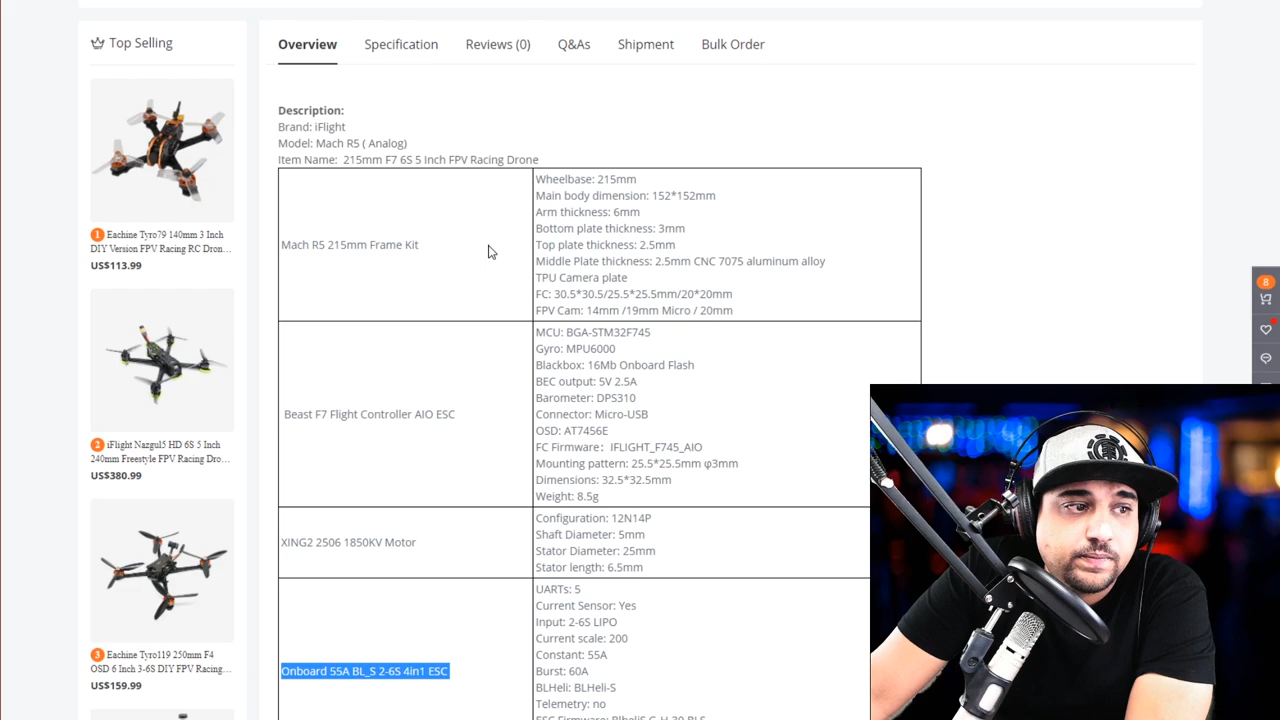 Top Selling
Overview
Specification
Reviews (0)
Q&As
Shipment
Bulk Order
Description:
Brand: iFlight
Model: Mach R5 ( Analog)
Item Name:  215mm F7 6S 5 Inch FPV Racing Drone
Mach R5 215mm Frame Kit
Wheelbase: 215mm
Main body dimension: 152*152mm
Arm thickness: 6mm
Bottom plate thickness: 3mm
Top plate thickness: 2.5mm
Middle Plate thickness: 2.5mm CNC 7075 aluminum alloy
TPU Camera plate
FC: 30.5*30.5/25.5*25.5mm/20*20mm
FPV Cam: 14mm /19mm Micro / 20mm
Beast F7 Flight Controller AIO ESC
MCU: BGA-STM32F745
Gyro: MPU6000
Blackbox: 16Mb Onboard Flash
BEC output: 5V 2.5A
Barometer: DPS310
Connector: Micro-USB
OSD: AT7456E
FC Firmware：IFLIGHT_F745_AIO
Mounting pattern: 25.5*25.5mm φ3mm
Dimensions: 32.5*32.5mm
Weight: 8.5g
XING2 2506 1850KV Motor
Configuration: 12N14P
Shaft Diameter: 5mm
Stator Diameter: 25mm
Stator length: 6.5mm
Onboard 55A BL_S 2-6S 4in1 ESC
UARTs: 5
Current Sensor: Yes
Input: 2-6S LIPO
Current scale: 200
Constant: 55A
Burst: 60A
BLHeli: BLHeli-S
Telemetry: no
ESC Firmware: BlheliS G-H-30 BLS
1 Eachine Tyro79 140mm 3 Inch
DIY Version FPV Racing RC Dron...
US$113.99
2 iFlight Nazgul5 HD 6S 5 Inch
240mm Freestyle FPV Racing Dro...
US$380.99
3 Eachine Tyro119 250mm F4
OSD 6 Inch 3-6S DIY FPV Racing...
US$159.99
8